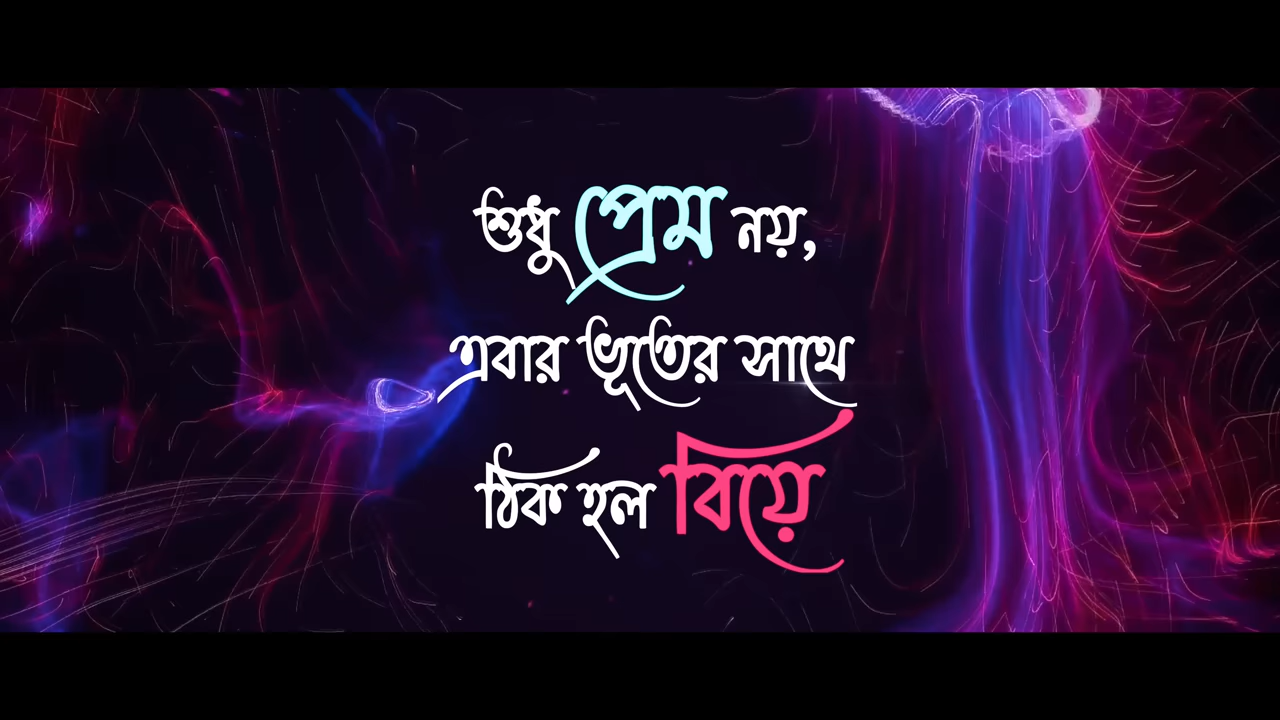 শুধু প্রেম নয়,
এবার ভূতের সাথে
ঠিক হল বিয়ে